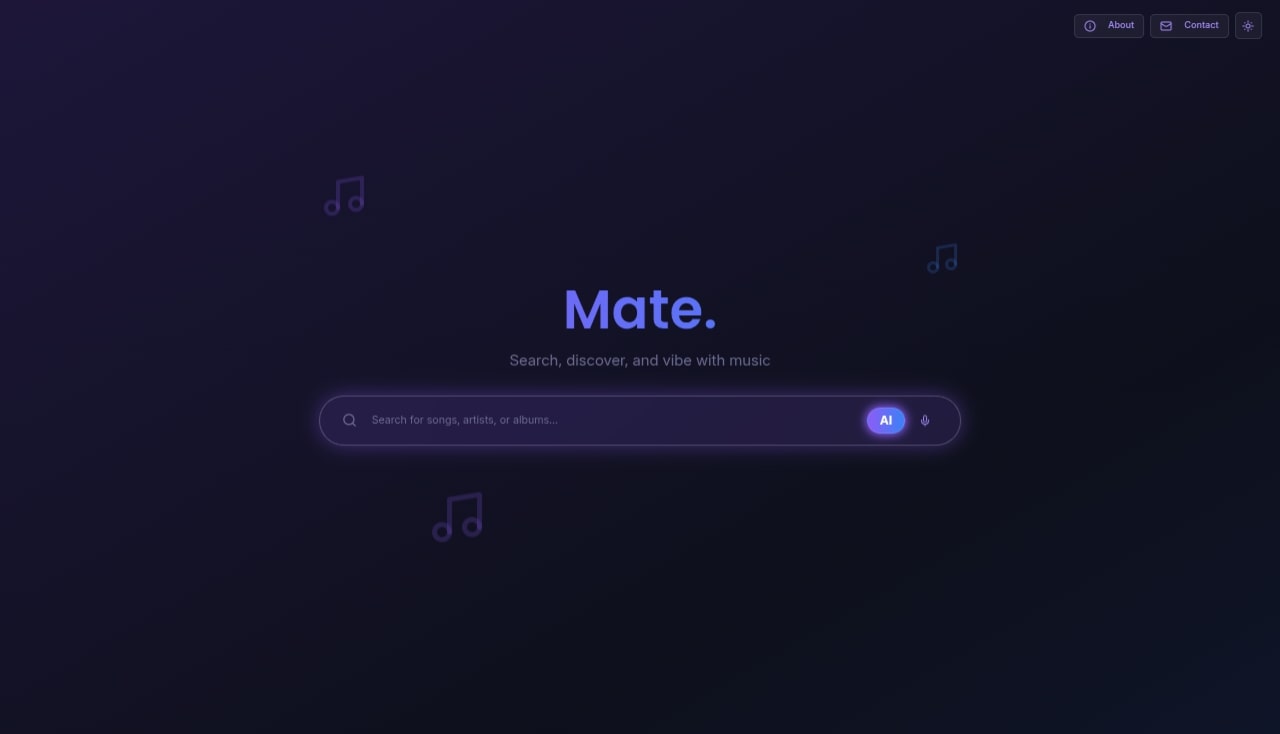 About
Contact
Mate.
Search, discover, and vibe with music
Search for songs, artists, or albums...
AI